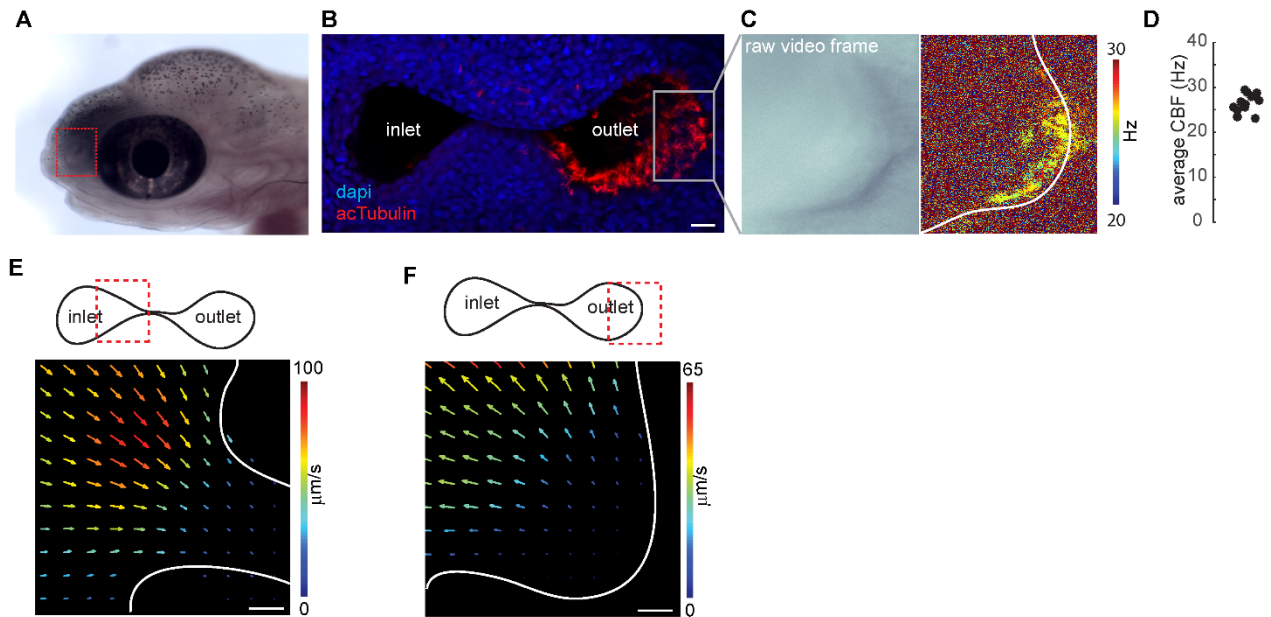 A
B
C
D
inlet
outlet
dapi
acTubulin
raw video frame
30
Hz
20
average CBF (Hz)
40
30
20
10
0
E
F
inlet
outlet
inlet
outlet
100
μm/s
0
65
μm/s
0